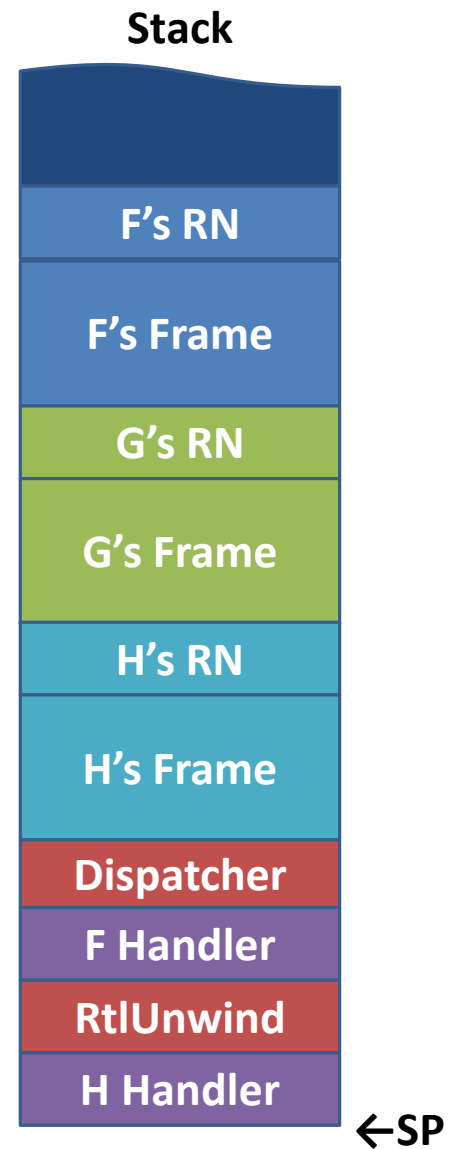 Stack
F’s RN
F’s Frame
G’s RN
G’s Frame
H’s RN
H’s Frame
Dispatcher
F Handler
RtlUnwind
H Handler
←SP